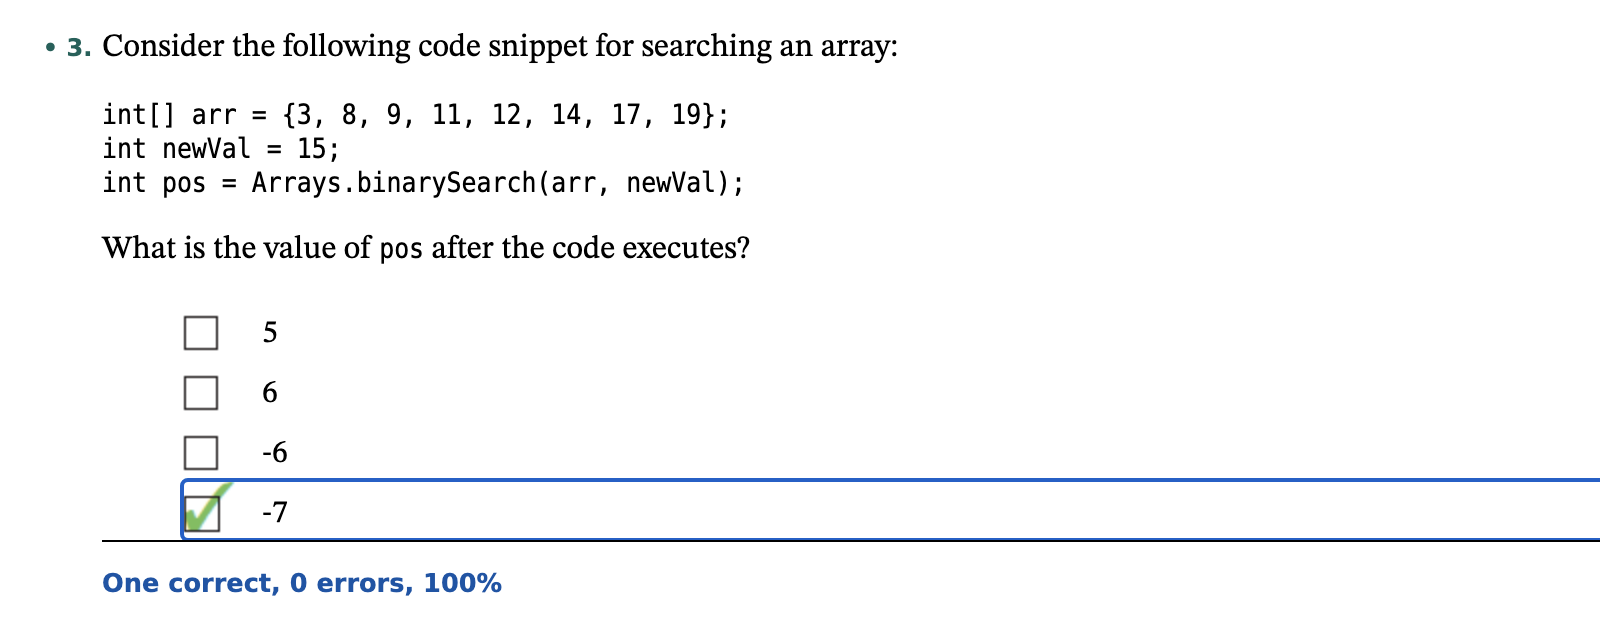 • 3. Consider the following code snippet for searching an array:
int[] arr = {3, 8, 9, 11, 12, 14, 17, 19};
int newVal = 15;
int pos = Arrays.binarySearch(arr, newVal);
What is the value of pos after the code executes?
5
6
-6
-7
One correct, 0 errors, 100%